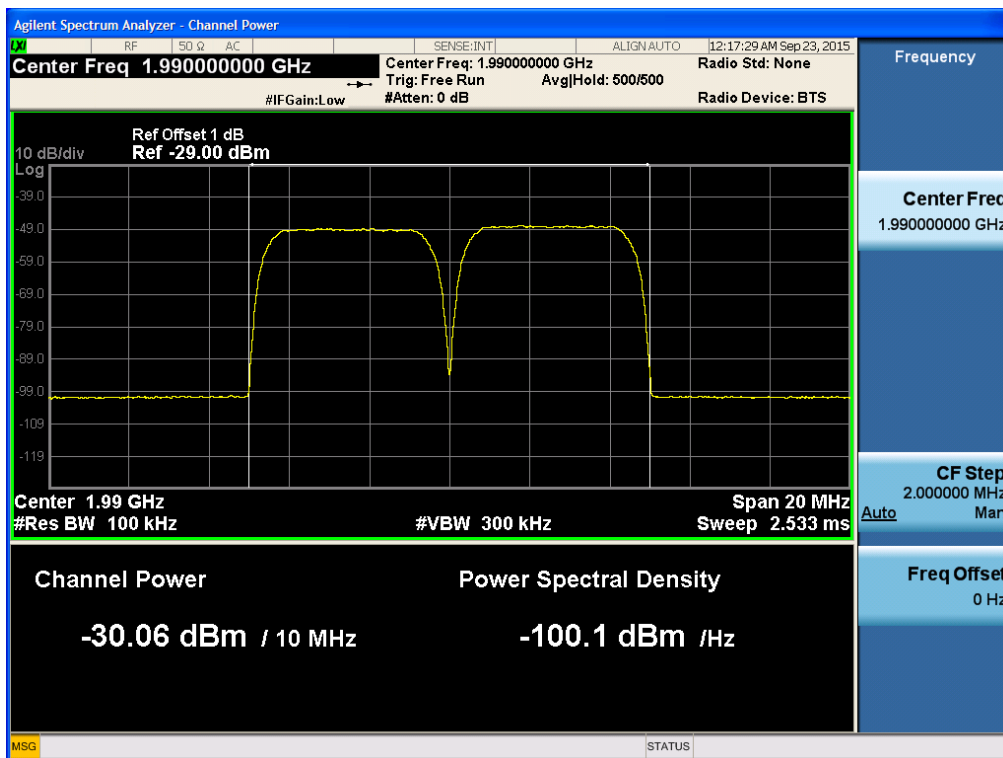 Agilent Spectrum Analyzer - Channel Power
LXI RF 50 Ω AC SENSE:INT ALIGN AUTO 12:17:29 AM Sep 23, 2015
Center Freq 1.990000000 GHz
Center Freq: 1.990000000 GHz
Radio Std: None
Trig: Free Run Avg|Hold: 500/500
#IFGain:Low
#Atten: 0 dB
Radio Device: BTS
Frequency
Ref Offset 1 dB
10 dB/div Ref -29.00 dBm
Log
-39.0
-49.0
-59.0
-69.0
-79.0
-89.0
-99.0
-109
-119
Center 1.99 GHz Span 20 MHz
#Res BW 100 kHz #VBW 300 kHz Sweep 2.533 ms
Center Freq
1.990000000 GHz
CF Step
2.000000 MHz
Auto Man
Freq Offset
0 Hz
Channel Power
Power Spectral Density
-30.06 dBm / 10 MHz
-100.1 dBm /Hz
MSG STATUS